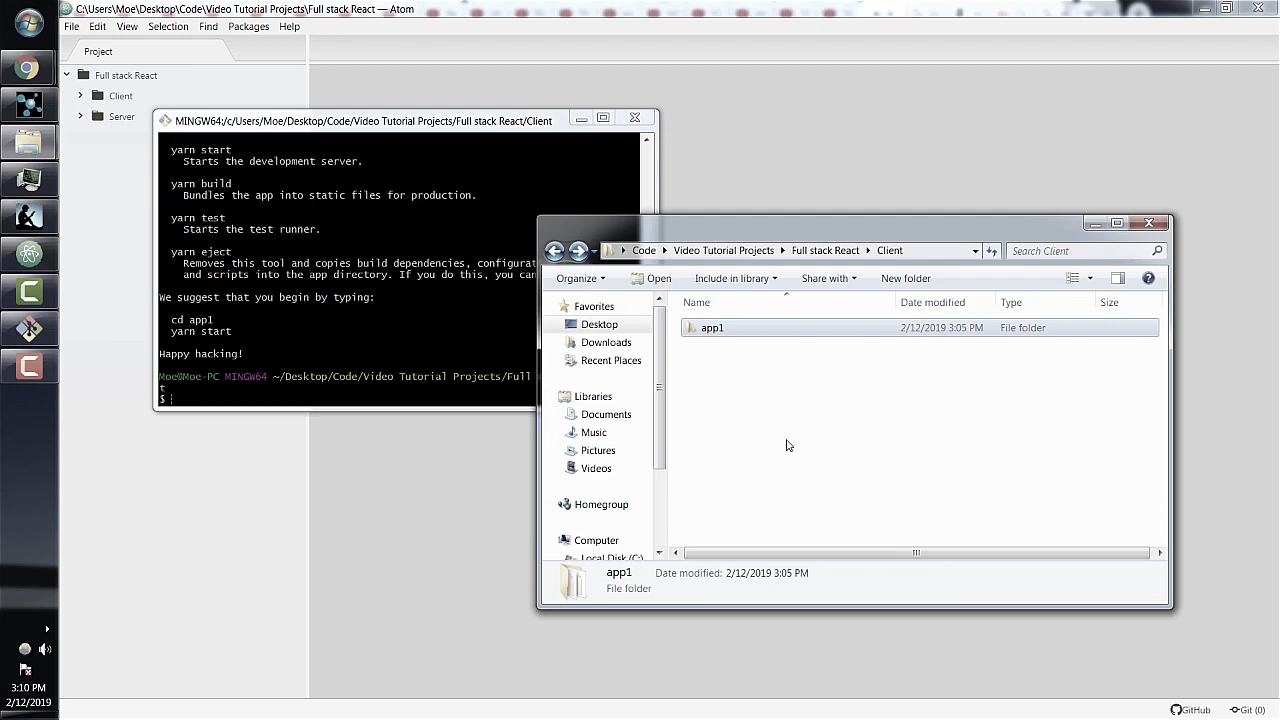 C:\Users\Moe\Desktop\Code\Video Tutorial Projects\Full stack React — Atom
File Edit View Selection Find Packages Help
Project
Full stack React
Client
Server
MINGW64:/c/Users/Moe/Desktop/Code/Video Tutorial Projects/Full stack React/Client
yarn start
Starts the development server.
yarn build
Bundles the app into static files for production.
yarn test
Starts the test runner.
yarn eject
Removes this tool and copies build dependencies, configurat
and scripts into the app directory. If you do this, you can
We suggest that you begin by typing:
cd app1
yarn start
Happy hacking!
Moe@Moe-PC MINGW64 ~/Desktop/Code/Video Tutorial Projects/Full
t
$
Code Video Tutorial Projects Full stack React Client
Search Client
Organize Open Include in library Share with New folder
Name Date modified Type Size
app1 2/12/2019 3:05 PM File folder
Favorites
Desktop
Downloads
Recent Places
Libraries
Documents
Music
Pictures
Videos
Homegroup
Computer
Local Disk (C:)
app1 Date modified: 2/12/2019 3:05 PM
File folder
3:10 PM
2/12/2019
GitHub Git (0)